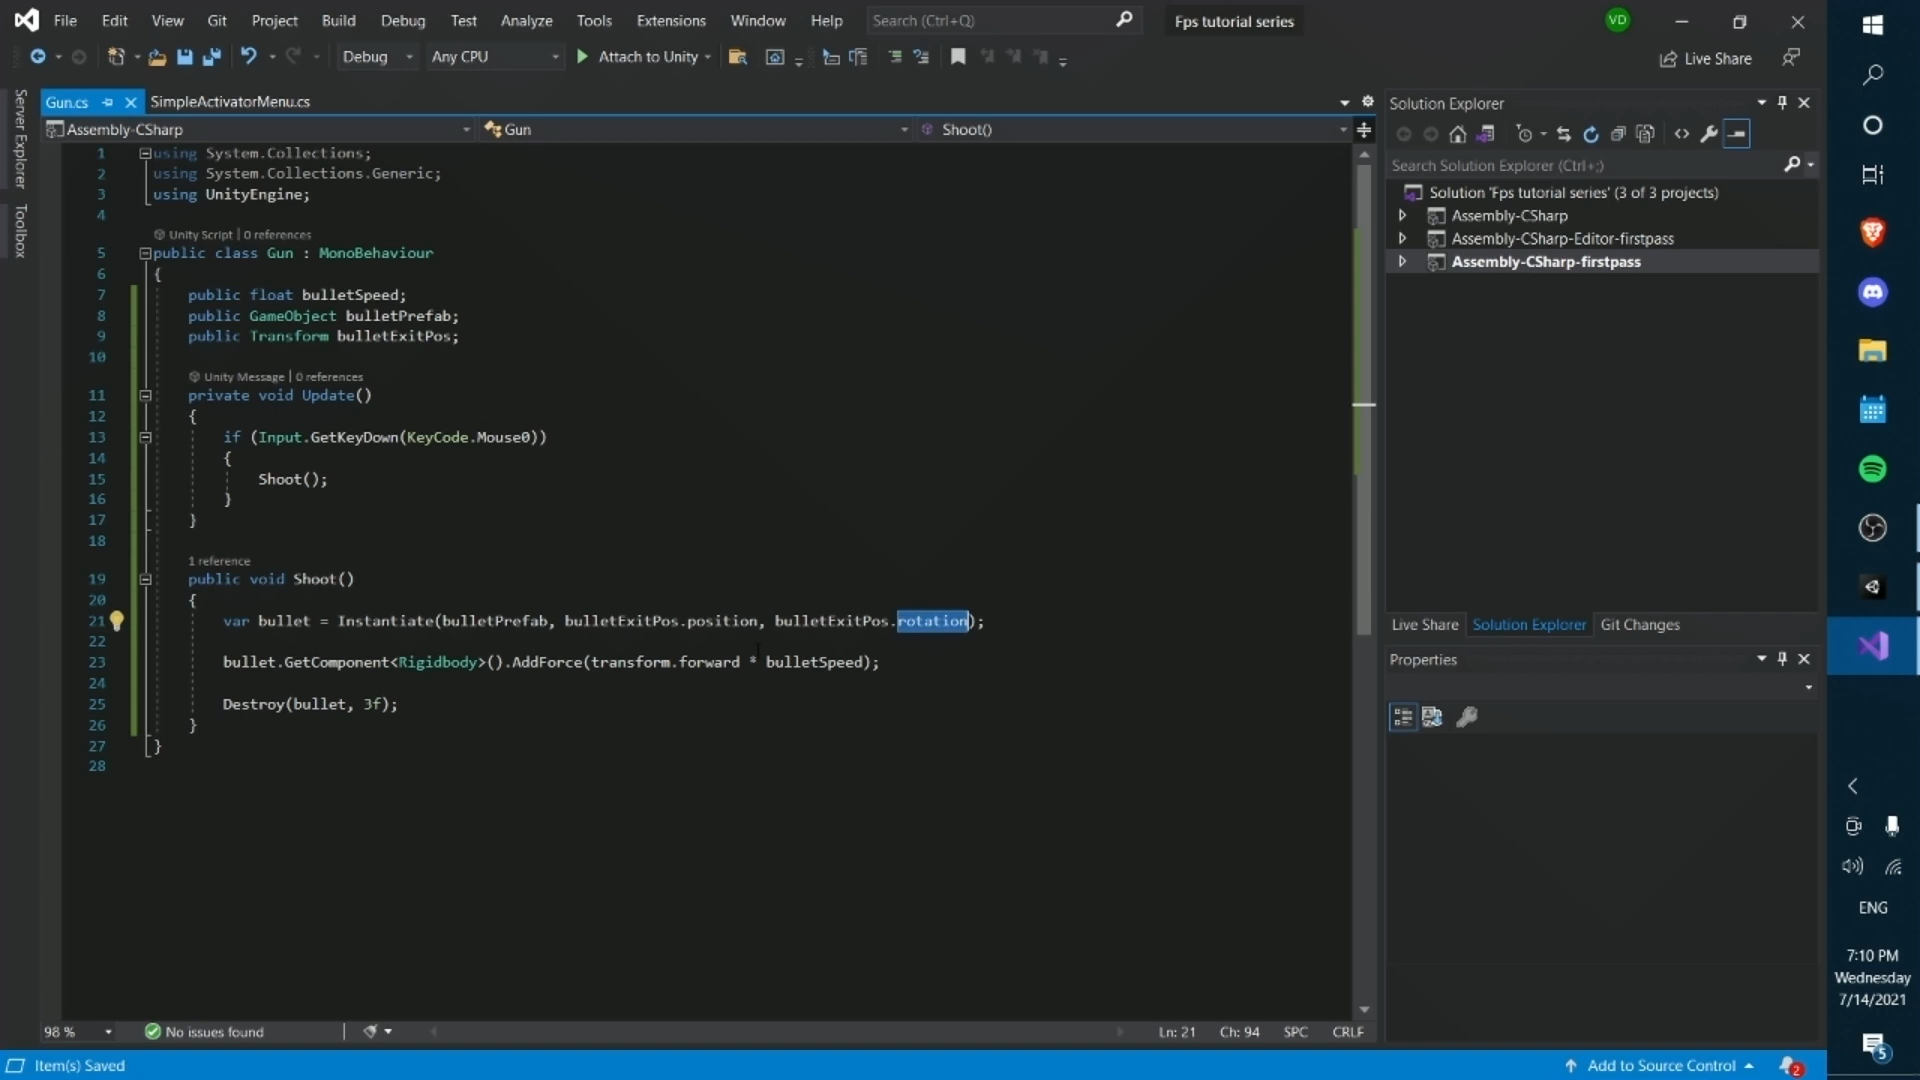 File Edit View Git Project Build Debug Test Analyze Tools Extensions Window Help Search (Ctrl+Q) Fps tutorial series VD
Debug Any CPU Attach to Unity Live Share
Server Explorer
Toolbox
Gun.cs SimpleActivatorMenu.cs
Assembly-CSharp Gun Shoot()
1 using System.Collections;
2 using System.Collections.Generic;
3 using UnityEngine;
4
Unity Script | 0 references
5 public class Gun : MonoBehaviour
6 {
7 public float bulletSpeed;
8 public GameObject bulletPrefab;
9 public Transform bulletExitPos;
10
Unity Message | 0 references
11 private void Update()
12 {
13 if (Input.GetKeyDown(KeyCode.Mouse0))
14 {
15 Shoot();
16 }
17 }
18
1 reference
19 public void Shoot()
20 {
21 var bullet = Instantiate(bulletPrefab, bulletExitPos.position, bulletExitPos.rotation);
22
23 bullet.GetComponent<Rigidbody>().AddForce(transform.forward * bulletSpeed);
24
25 Destroy(bullet, 3f);
26 }
27 }
28
98 % No issues found Ln: 21 Ch: 94 SPC CRLF
Item(s) Saved Add to Source Control 2
Solution Explorer
Search Solution Explorer (Ctrl+;)
Solution 'Fps tutorial series' (3 of 3 projects)
Assembly-CSharp
Assembly-CSharp-Editor-firstpass
Assembly-CSharp-firstpass
Live Share Solution Explorer Git Changes
Properties
ENG
7:10 PM
Wednesday
7/14/2021
5